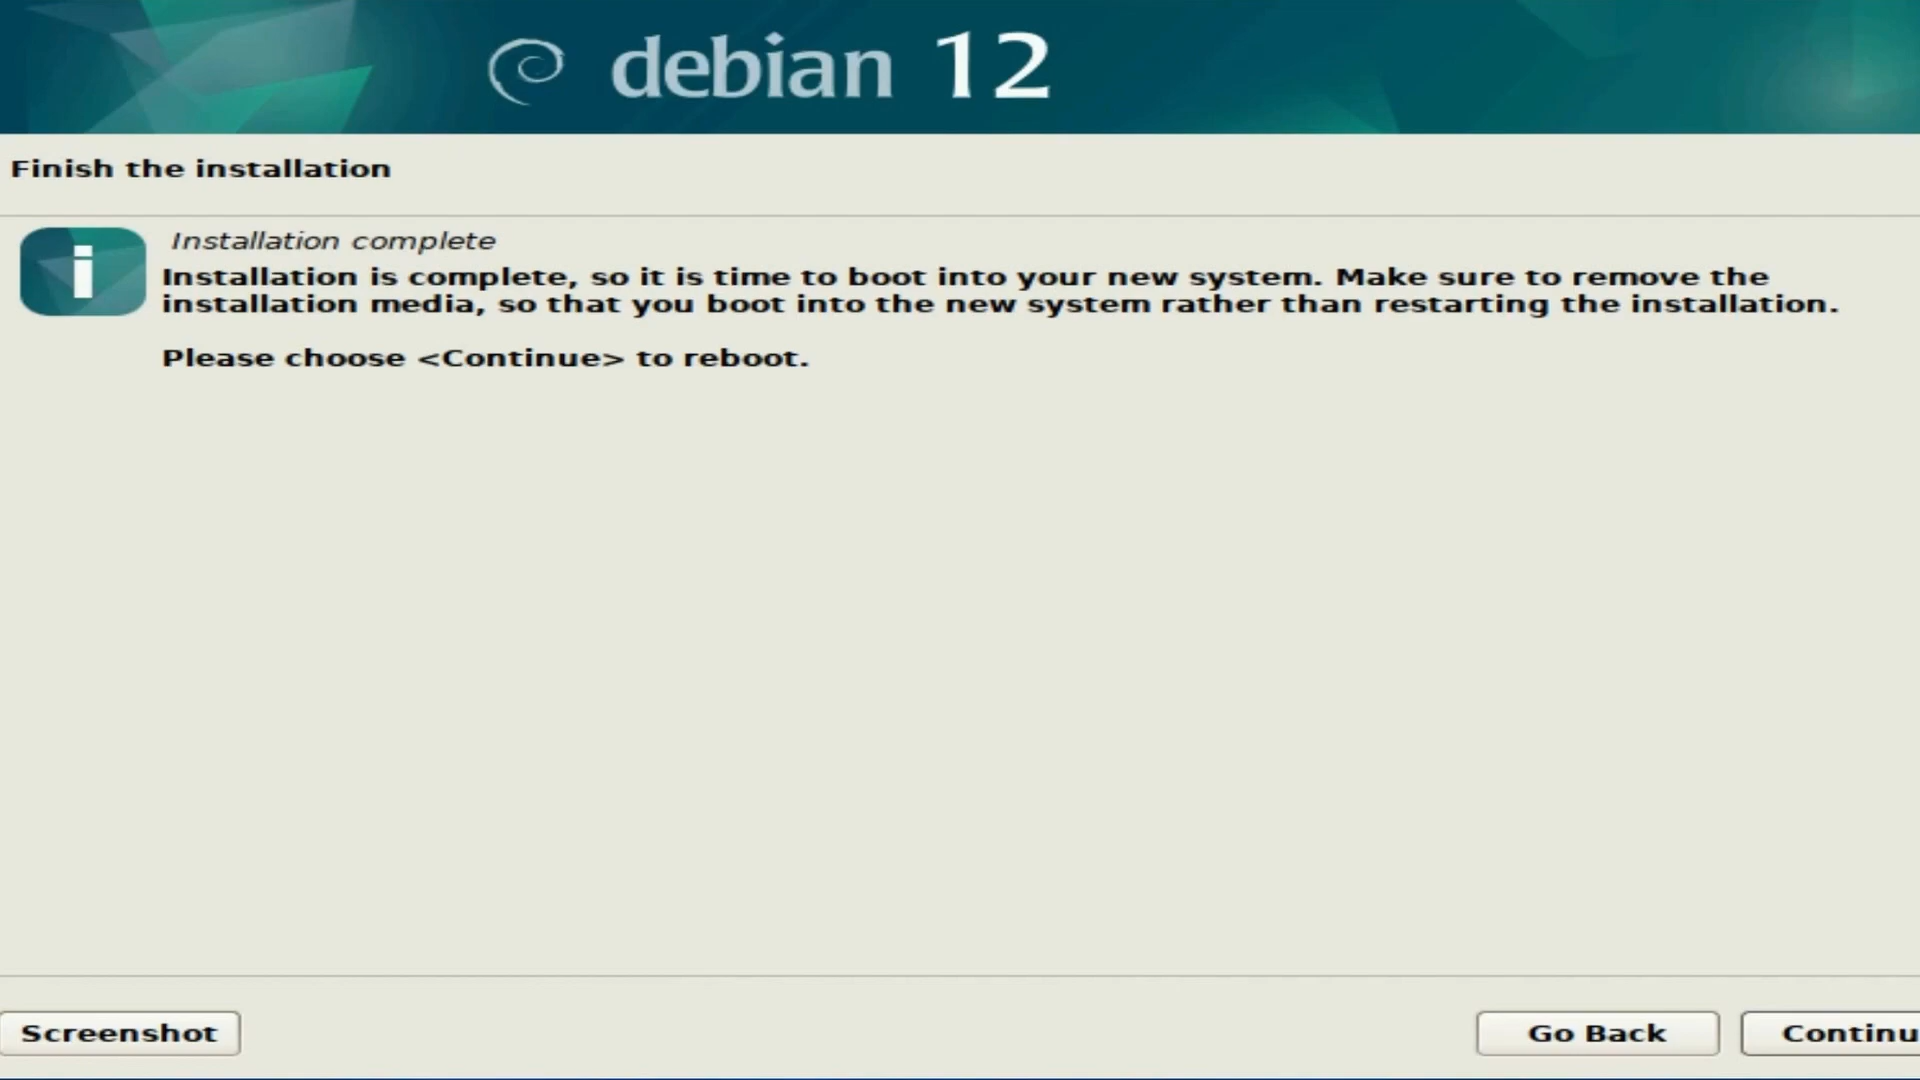 debian 12
Finish the installation
Installation complete
Installation is complete, so it is time to boot into your new system. Make sure to remove the
installation media, so that you boot into the new system rather than restarting the installation.
Please choose <Continue> to reboot.
Screenshot
Go Back
Continu